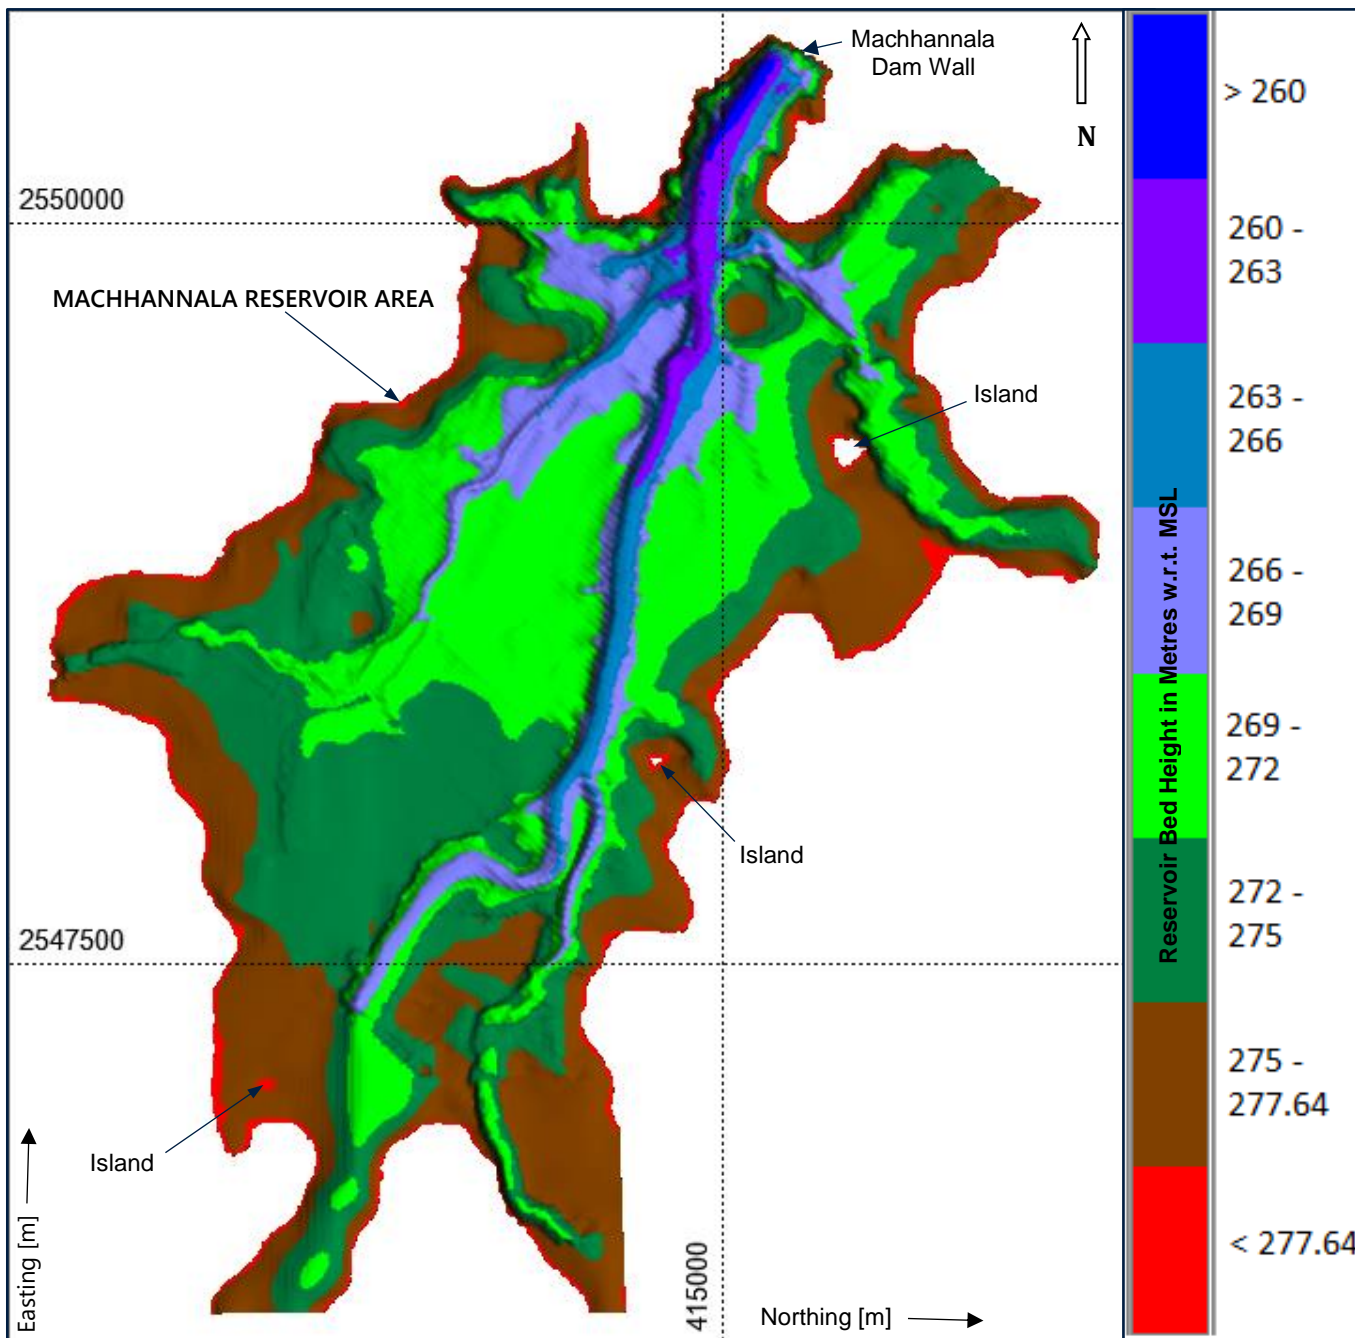 Machhannala
Dam Wall
N
2550000
MACHHANNALA RESERVOIR AREA
Island
Island
2547500
Island
Easting [m]
415000
Northing [m]
> 260
260 -
263
263 -
266
266 -
269
269 -
272
272 -
275
275 -
277.64
< 277.64
Reservoir Bed Height in Metres w.r.t. MSL